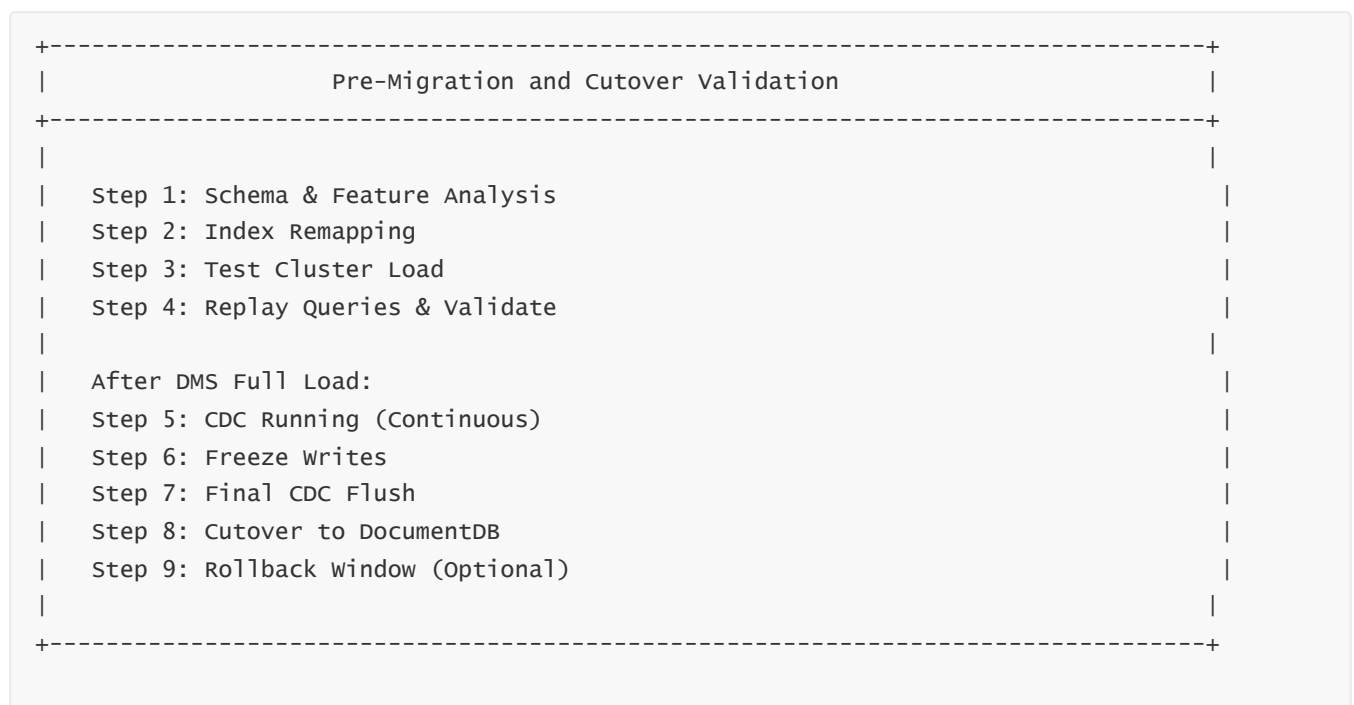 +----------------------------------------------------------------------------------+
|                    Pre-Migration and Cutover Validation                          |
+----------------------------------------------------------------------------------+
|                                                                                  |
|   Step 1: Schema & Feature Analysis                                               |
|   Step 2: Index Remapping                                                         |
|   Step 3: Test Cluster Load                                                       |
|   Step 4: Replay Queries & Validate                                               |
|                                                                                  |
|   After DMS Full Load:                                                            |
|   Step 5: CDC Running (Continuous)                                                |
|   Step 6: Freeze Writes                                                           |
|   Step 7: Final CDC Flush                                                         |
|   Step 8: Cutover to DocumentDB                                                   |
|   Step 9: Rollback Window (Optional)                                              |
|                                                                                  |
+----------------------------------------------------------------------------------+